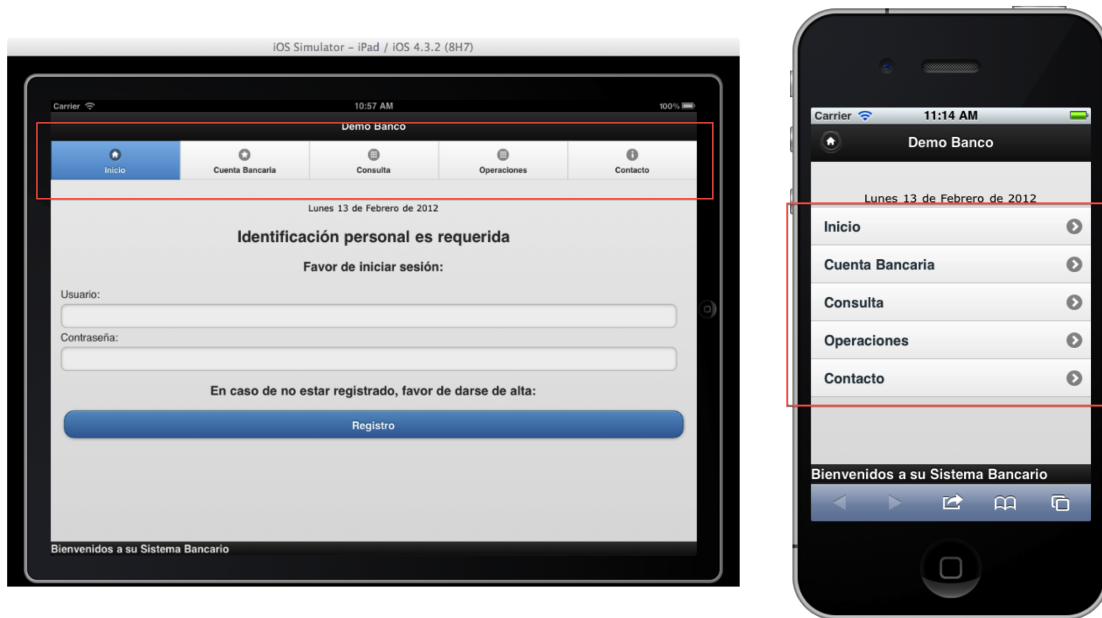 iOS Simulator – iPad / iOS 4.3.2 (8H7)
Carrier 10:57 AM 100%
Demo Banco
Inicio Cuenta Bancaria Consulta Operaciones Contacto
Lunes 13 de Febrero de 2012
Identificación personal es requerida
Favor de iniciar sesión:
Usuario:
Contraseña:
En caso de no estar registrado, favor de darse de alta:
Registro
Bienvenidos a su Sistema Bancario
Carrier 11:14 AM
Demo Banco
Lunes 13 de Febrero de 2012
Inicio
Cuenta Bancaria
Consulta
Operaciones
Contacto
Bienvenidos a su Sistema Bancario